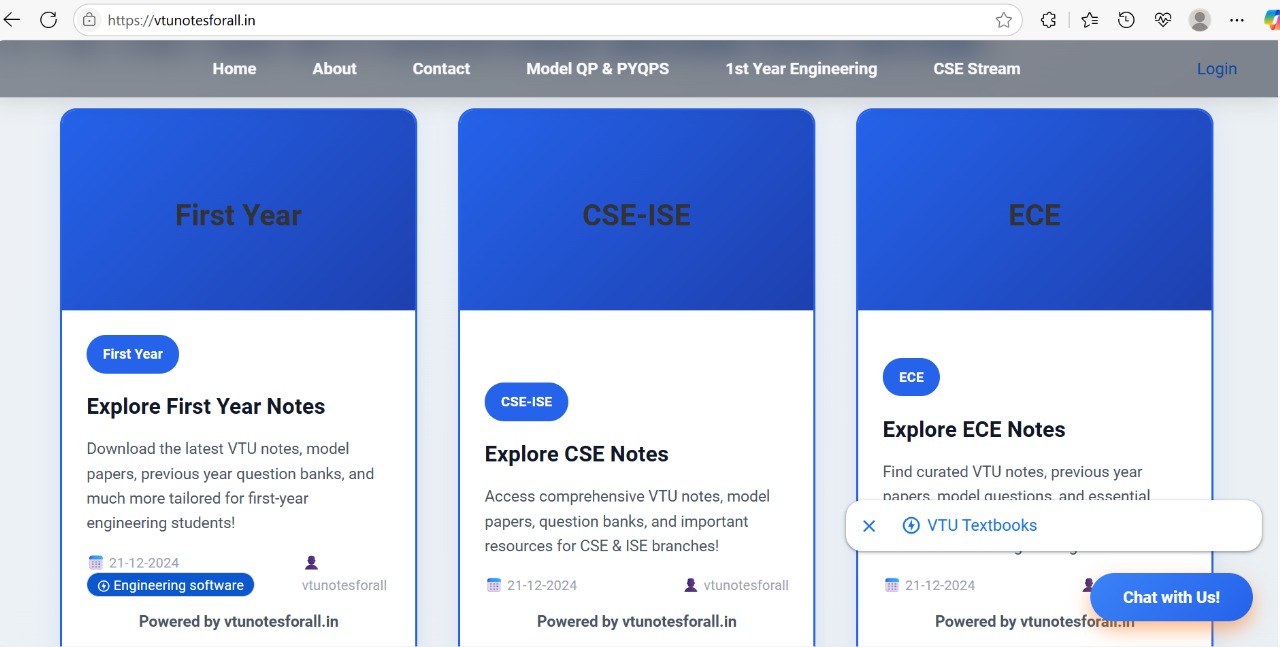 https://vtunotesforall.in
Home About Contact Model QP & PYQPS 1st Year Engineering CSE Stream Login
First Year
First Year
Explore First Year Notes
Download the latest VTU notes, model
papers, previous year question banks, and
much more tailored for first-year
engineering students!
21-12-2024
Engineering software
vtunotesforall
Powered by vtunotesforall.in
CSE-ISE
CSE-ISE
Explore CSE Notes
Access comprehensive VTU notes, model
papers, question banks, and important
resources for CSE & ISE branches!
21-12-2024 vtunotesforall
Powered by vtunotesforall.in
ECE
ECE
Explore ECE Notes
Find curated VTU notes, previous year
papers, model questions, and essential
21-12-2024
Powered by vtunotesforall.in
VTU Textbooks
Chat with Us!